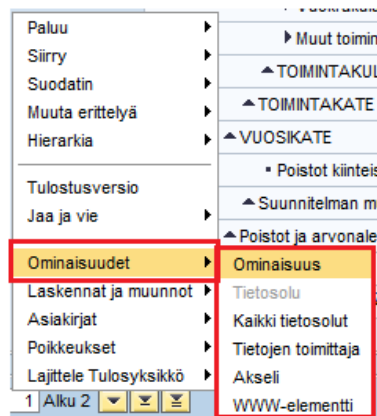 Paluu
Siirry
Suodatin
Muuta erittelyä
Hierarkia
Tulostusversio
Jaa ja vie
Ominaisuudet
Laskennat ja muunnot
Asiakirjat
Poikkeukset
Lajittele Tulosyksikkö
1 Alku 2
Muut toimin
TOIMINTAKUL
TOIMINTAKATE
VUOSIKATE
Poistot kiinteis
Suunnitelman m
Poistot ja arvonale
Ominaisuus
Tietosolu
Kaikki tietosolut
Tietojen toimittaja
Akseli
WWW-elementti